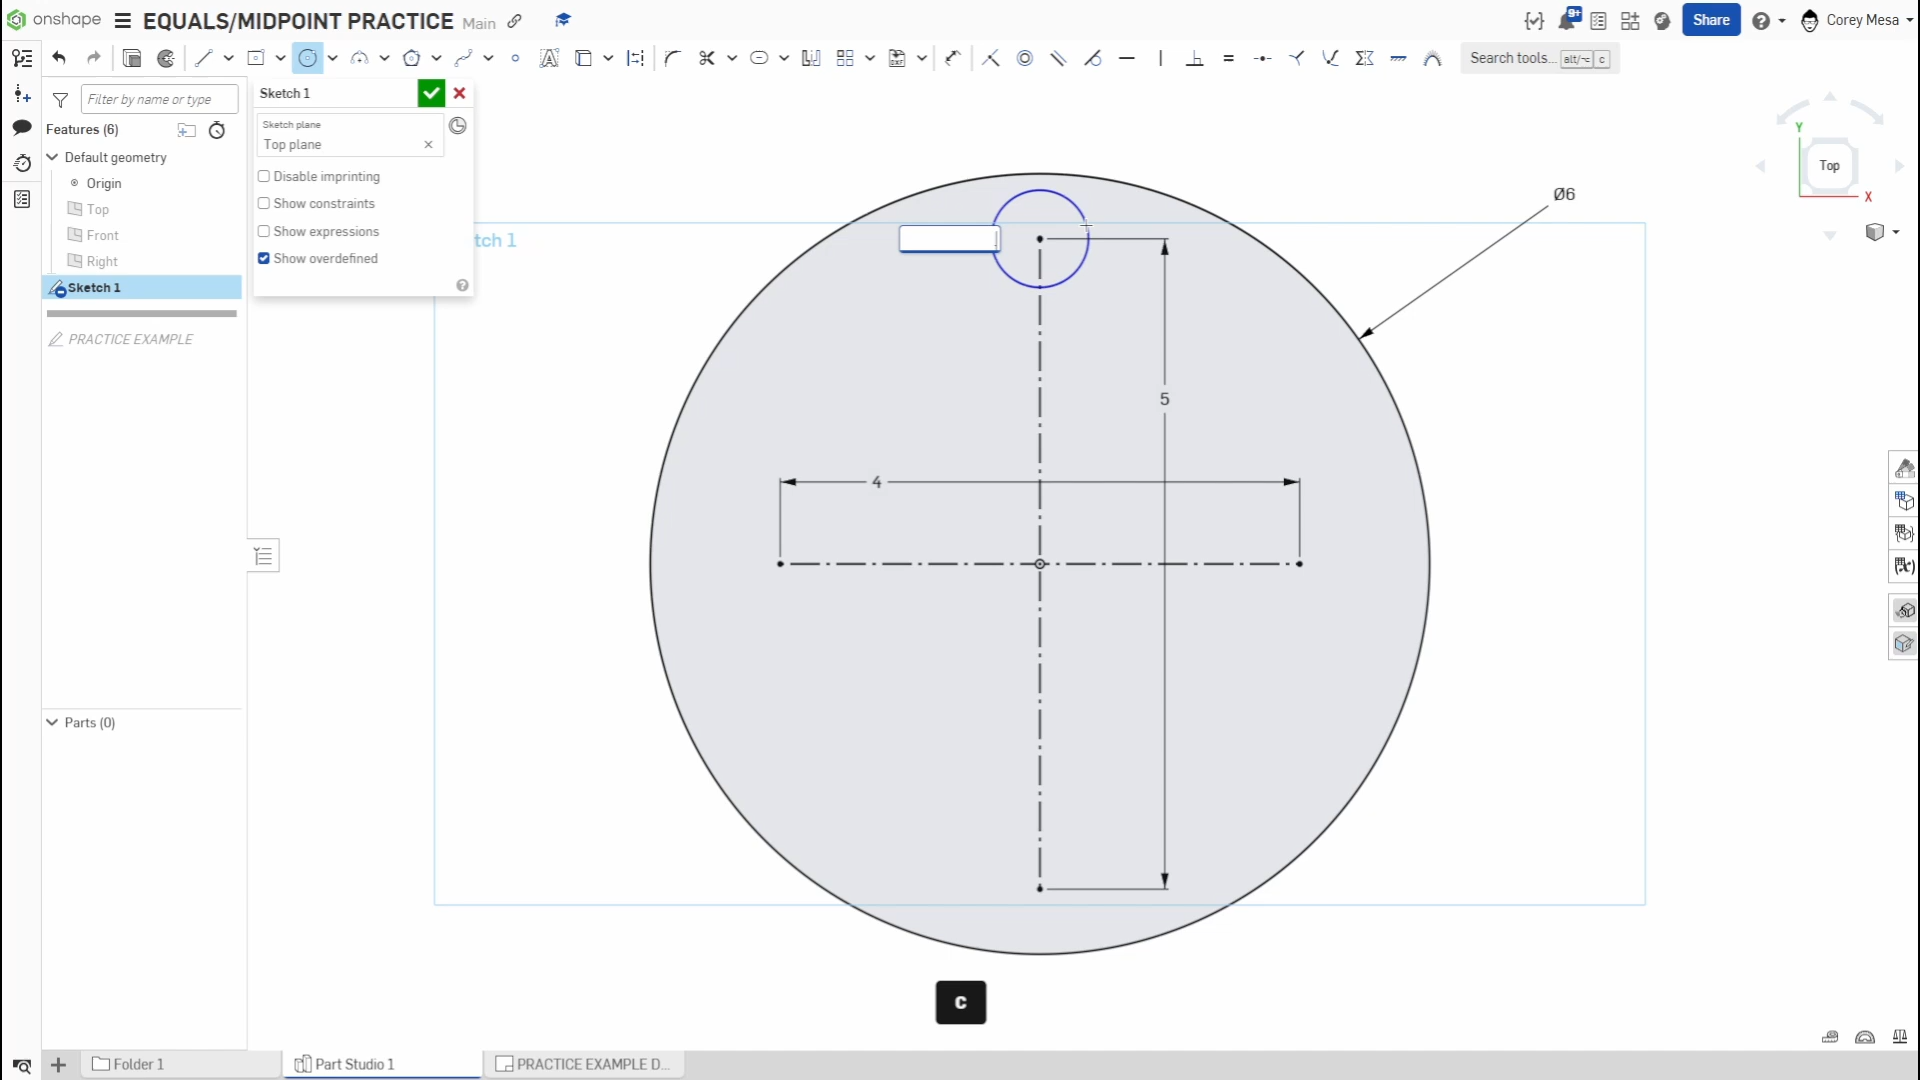 onshape EQUALS/MIDPOINT PRACTICE Main 9+ Share Corey Mesa
Search tools... alt/⌥ c
Filter by name or type
Features (6)
Default geometry
Origin
Top
Front
Right
Sketch 1
PRACTICE EXAMPLE
Parts (0)
Sketch 1
Sketch plane
Top plane
Disable imprinting
Show constraints
Show expressions
Show overdefined
tch 1
Ø6
5
4
Y
Top
X
(x)
C
Folder 1
Part Studio 1
PRACTICE EXAMPLE D...